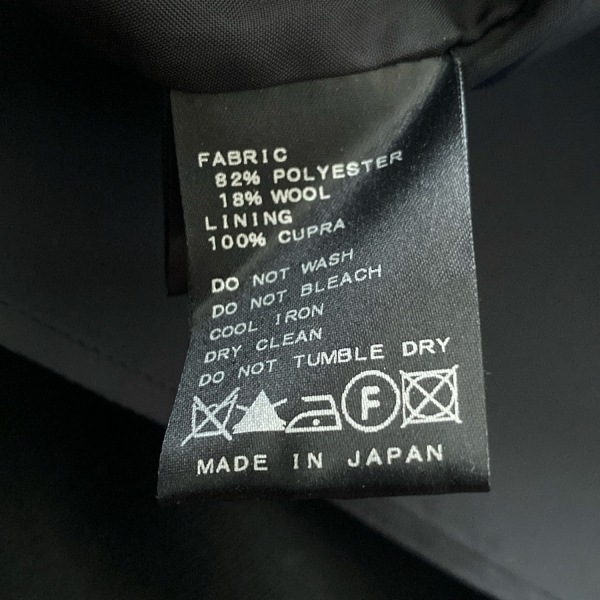 FABRIC
82% POLYESTER
18% WOOL
LINING
100% CUPRA
DO NOT WASH
DO NOT BLEACH
COOL IRON
DRY CLEAN
DO NOT TUMBLE DRY
F
MADE IN JAPAN